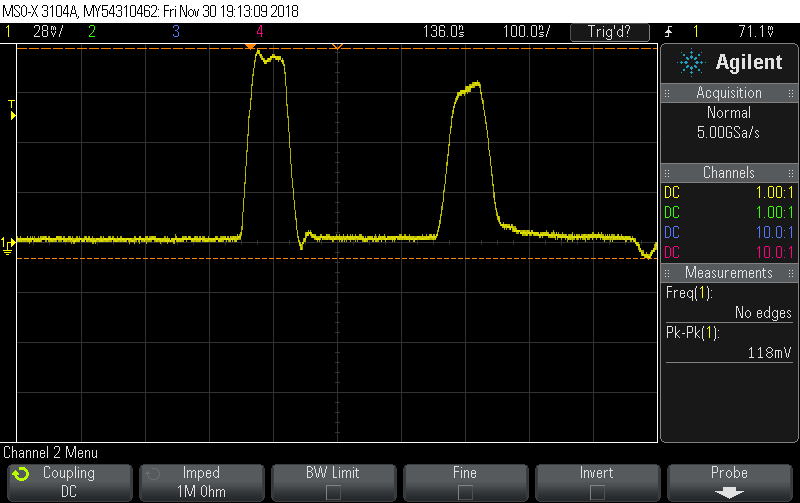 MSO-X 3104A, MY54310462: Fri Nov 30 19:13:09 2018
1 28mV/ 2 3 4 136.0ns 100.0ns/ Trig'd? 1 71.1mV
Agilent
Acquisition
Normal
5.00GSa/s
Channels
DC 1.00:1
DC 1.00:1
DC 10.0:1
DC 10.0:1
Measurements
Freq(1):
No edges
Pk-Pk(1):
118mV
T
1
Channel 2 Menu
Coupling
DC
Imped
1M Ohm
BW Limit
Fine
Invert
Probe